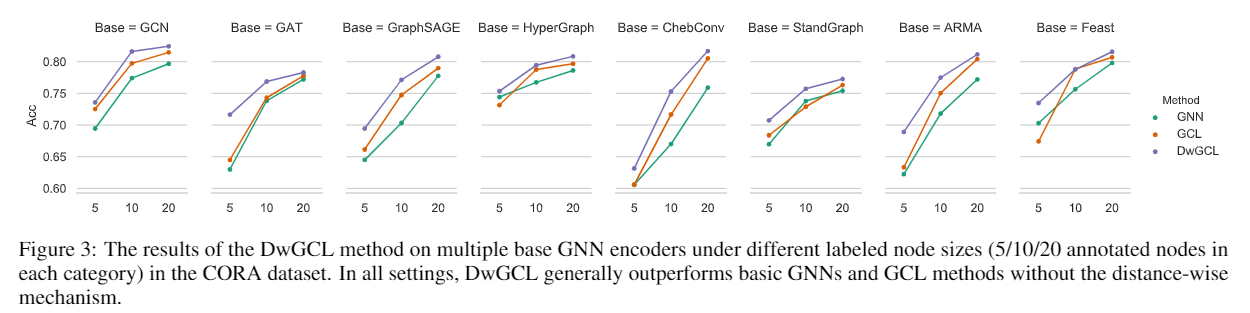 Base = GCN Base = GAT Base = GraphSAGE Base = HyperGraph Base = ChebConv Base = StandGraph Base = ARMA Base = Feast
0.80
0.75
0.70
0.65
0.60
Acc
Method
GNN
GCL
DwGCL
5 10 20 5 10 20 5 10 20 5 10 20 5 10 20 5 10 20 5 10 20 5 10 20
Figure 3: The results of the DwGCL method on multiple base GNN encoders under different labeled node sizes (5/10/20 annotated nodes in
each category) in the CORA dataset. In all settings, DwGCL generally outperforms basic GNNs and GCL methods without the distance-wise
mechanism.